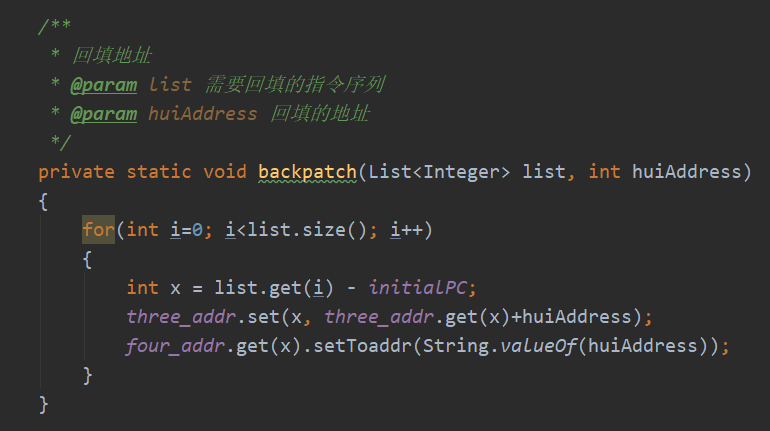 /**
 * 回填地址
 * @param list 需要回填的指令序列
 * @param huiAddress 回填的地址
 */
private static void backpatch(List<Integer> list, int huiAddress)
{
    for(int i=0; i<list.size(); i++)
    {
        int x = list.get(i) - initialPC;
        three_addr.set(x, three_addr.get(x)+huiAddress);
        four_addr.get(x).setToaddr(String.valueOf(huiAddress));
    }
}